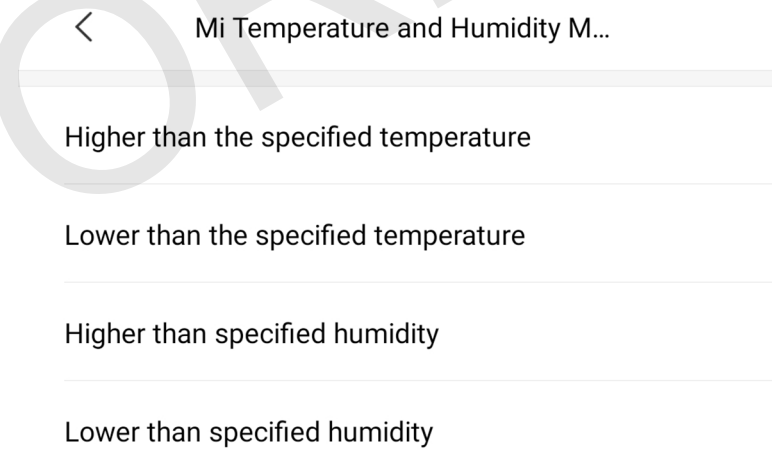 Mi Temperature and Humidity M...
Higher than the specified temperature
Lower than the specified temperature
Higher than specified humidity
Lower than specified humidity